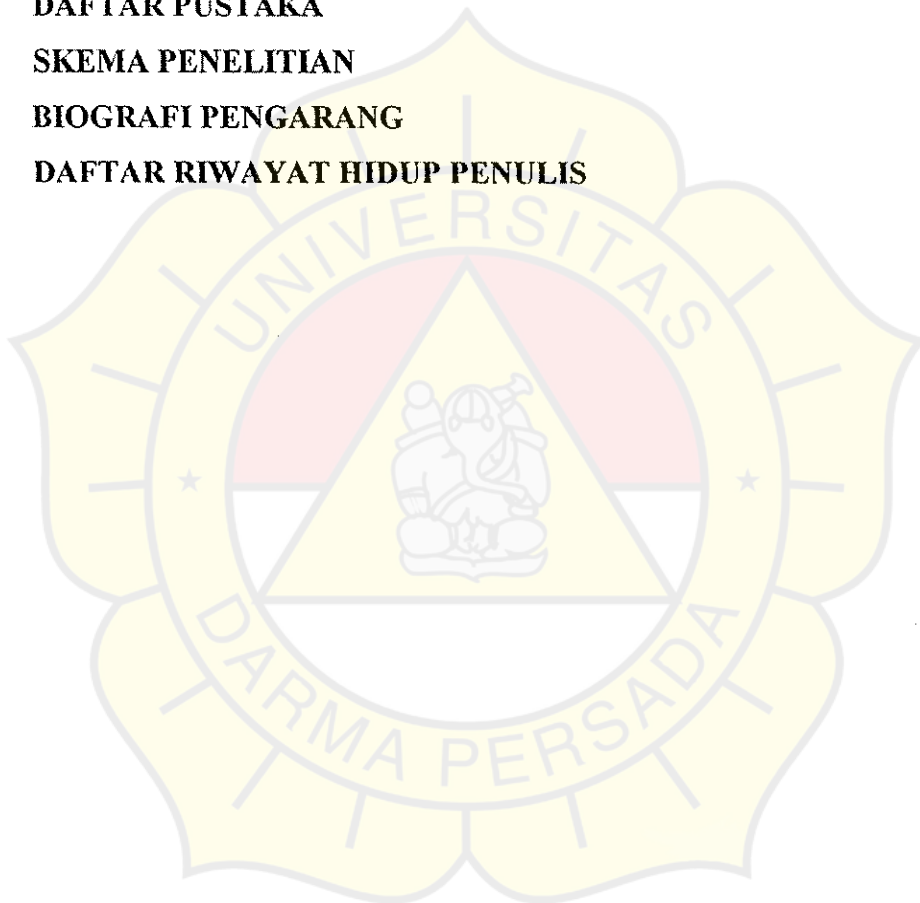 DAFTAR PUSTAKA
SKEMA PENELITIAN
BIOGRAFI PENGARANG
DAFTAR RIWAYAT HIDUP PENULIS
UNIVERSITAS
DARMA PERSADA